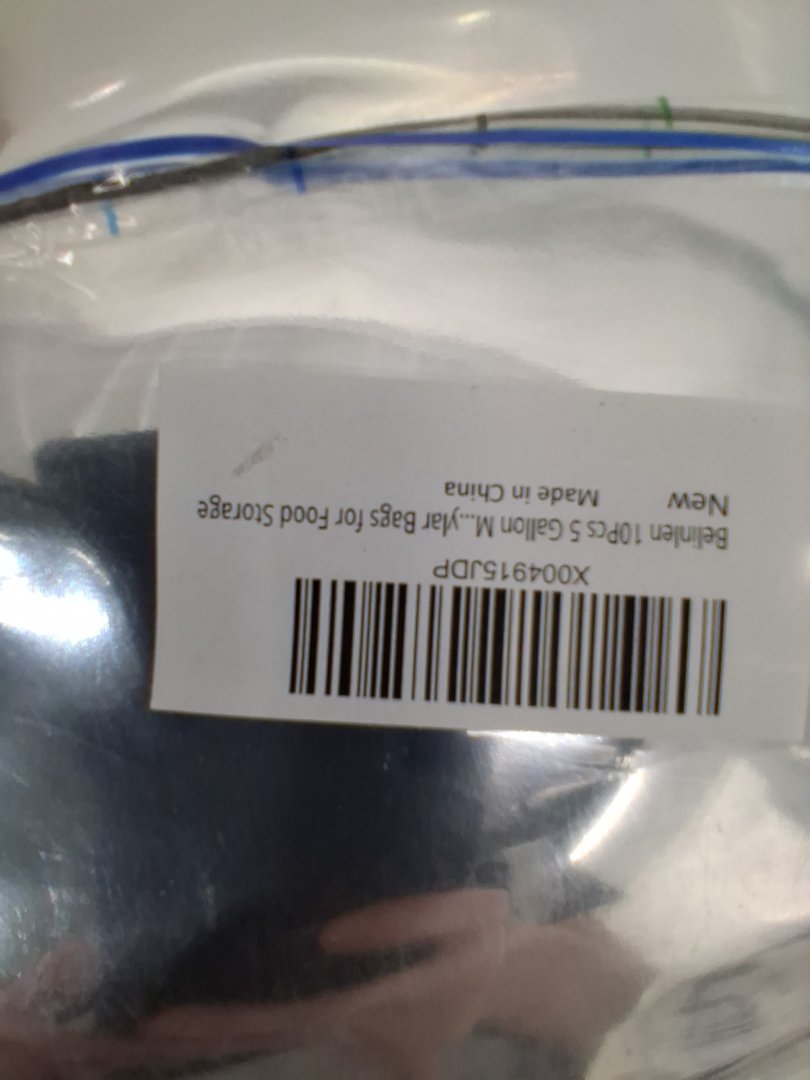 X004915JDP
Belinlen 10Pcs 5 Gallon M...ylar Bags for Food Storage
New Made in China